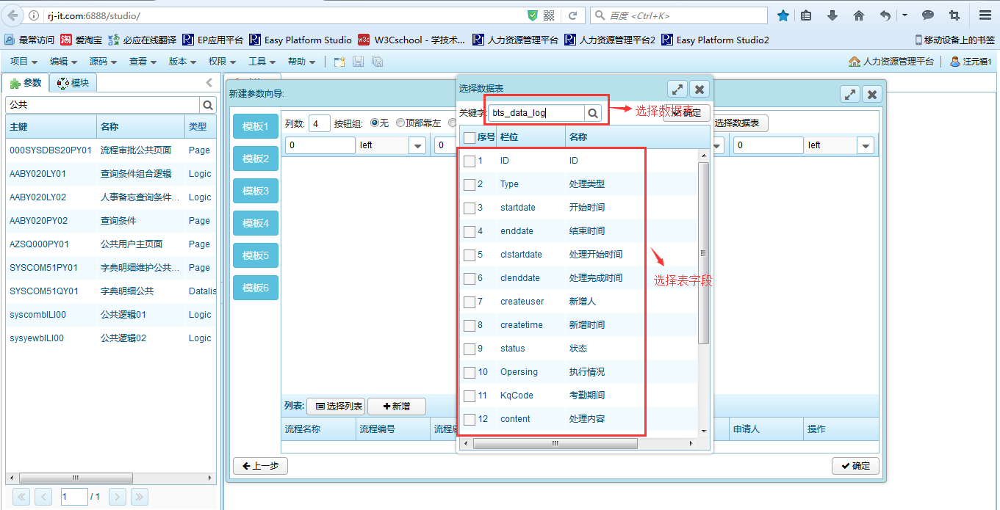 rj-it.com:6888/studio/
百度 <Ctrl+K>
最常访问 淘 爱淘宝 必应在线翻译 EP应用平台 Easy Platform Studio w3c W3Cschool - 学技术... 人力资源管理平台 人力资源管理平台2 Easy Platform Studio2 移动设备上的书签
项目 编辑 源码 查看 版本 权限 工具 帮助 人力资源管理平台 汪元福1
参数 模块
公共
主键 名称 类型
000SYSDBS20PY01 流程审批公共页面 Page
AABY020LY01 查询条件组合逻辑 Logic
AABY020LY02 人事备忘查询条件... Logic
AABY020PY02 查询条件 Page
AZSQ000PY01 公共用户主页面 Page
SYSCOM51PY01 字典明细维护公共... Page
SYSCOM51QY01 字典明细公共 Datalis
syscomblLI00 公共逻辑01 Logic
sysyewblLI00 公共逻辑02 Logic
1 / 1
新建参数向导:
模板1
模板2
模板3
模板4
模板5
模板6
列数: 4 按钮组: 无 顶部靠左 选择数据表
0 left 0 0 left
列表: 选择列表 新增
流程名称 流程编号 申请人 操作
上一步 确定
选择数据表
关键字: bts_data_log 确定
选择数据表
序号 栏位 名称
1 ID ID
2 Type 处理类型
3 startdate 开始时间
4 enddate 结束时间
5 clstartdate 处理开始时间
6 clenddate 处理完成时间
7 createuser 新增人
8 createtime 新增时间
9 status 状态
10 Opersing 执行情况
11 KqCode 考勤期间
12 content 处理内容
选择表字段